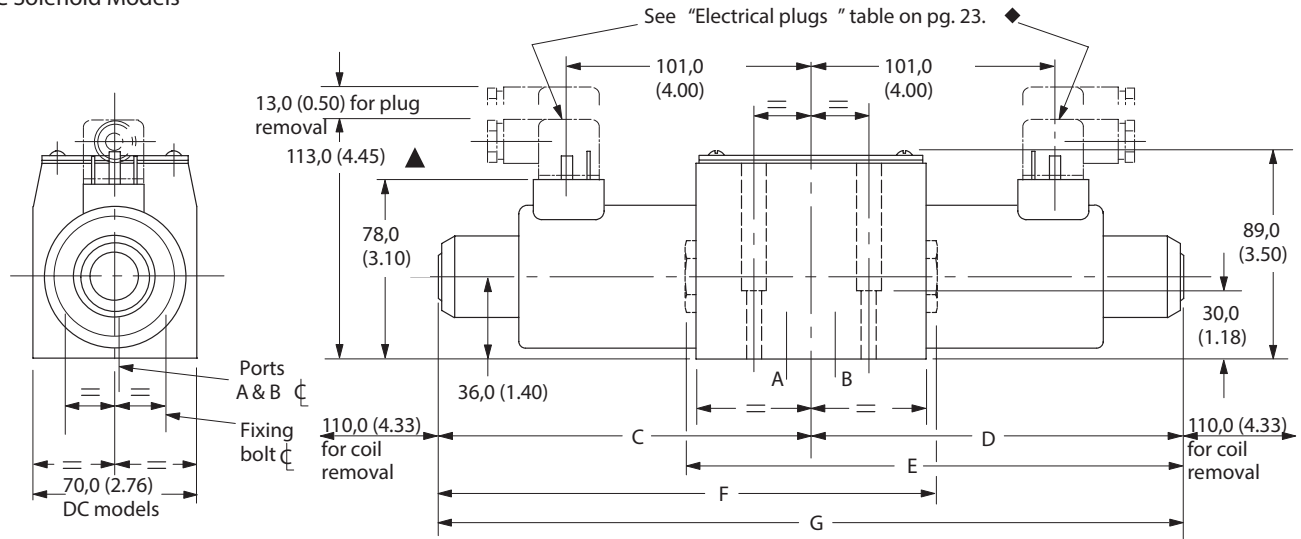 See “Electrical plugs ” table on pg. 23. ◆
101,0
(4.00)
101,0
(4.00)
13,0 (0.50) for plug
removal
113,0 (4.45) ▲
78,0
(3.10)
89,0
(3.50)
30,0
(1.18)
36,0 (1.40)
A
B
Ports
A & B ℄
Fixing
bolt ℄
70,0 (2.76)
DC models
110,0 (4.33)
for coil
removal
C
D
110,0 (4.33)
for coil
removal
E
F
G